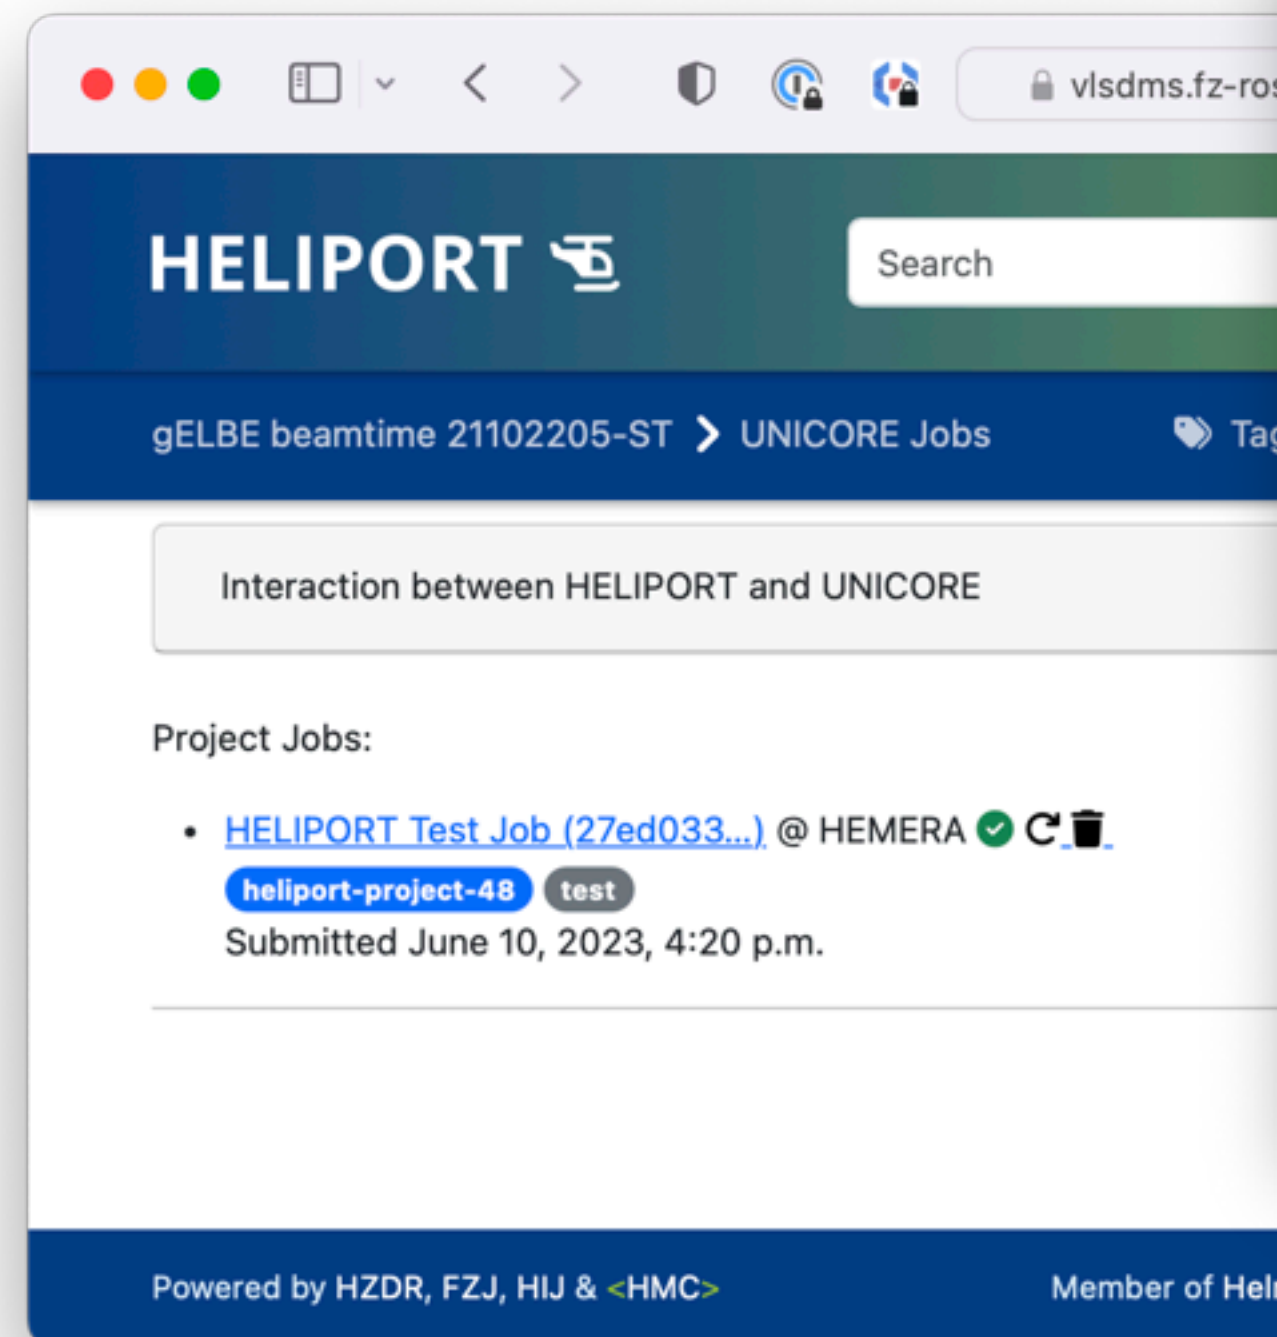 vlsdms.fz-ros
HELIPORT
Search
gELBE beamtime 21102205-ST > UNICORE Jobs
Tag
Interaction between HELIPORT and UNICORE
Project Jobs:
• HELIPORT Test Job (27ed033...) @ HEMERA
heliport-project-48 test
Submitted June 10, 2023, 4:20 p.m.
Powered by HZDR, FZJ, HIJ & <HMC>
Member of Hel